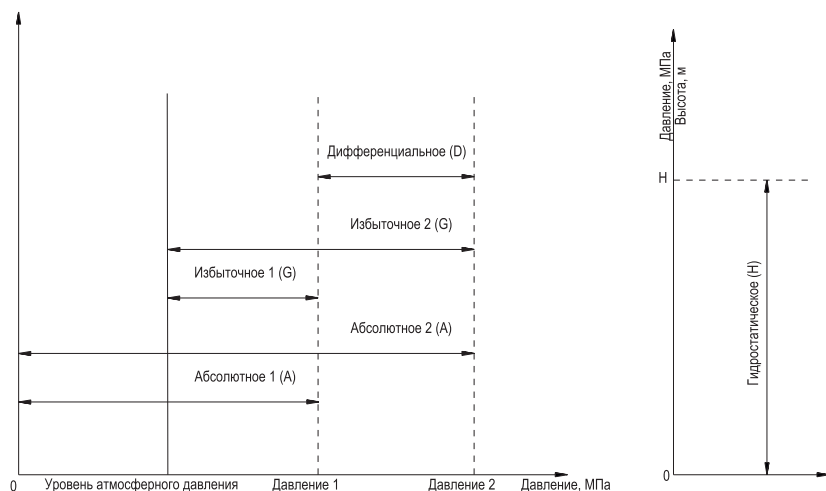 Дифференциальное (D)
Избыточное 2 (G)
Избыточное 1 (G)
Абсолютное 2 (A)
Абсолютное 1 (A)
0
Уровень атмосферного давления
Давление 1
Давление 2
Давление, МПа
Давление, МПа
Высота, м
H
Гидростатическое (H)
0